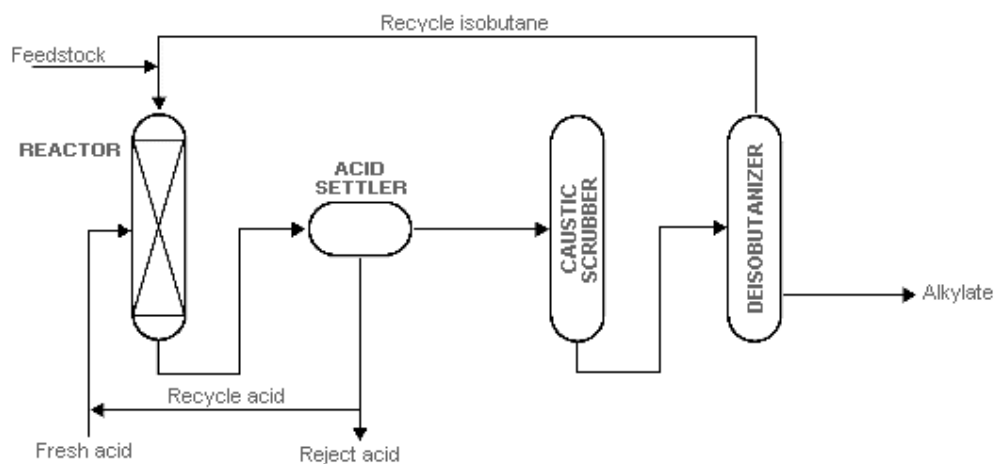 Recycle isobutane
Feedstock
REACTOR
ACID
SETTLER
CAUSTIC
SCRUBBER
DEISOBUTANIZER
Alkylate
Recycle acid
Fresh acid
Reject acid